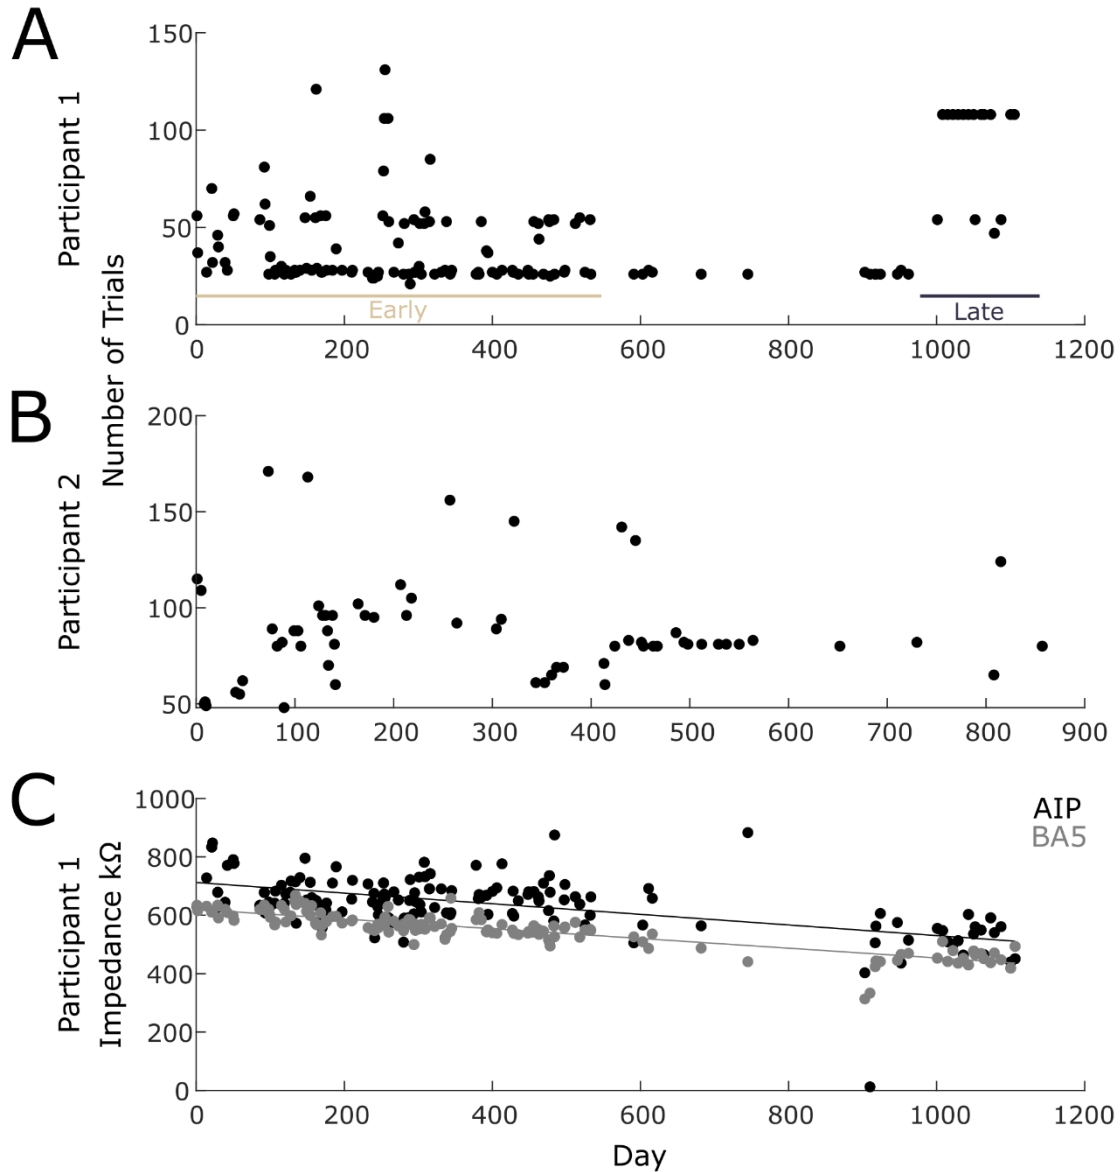 A
Participant 1
Number of Trials
150
100
50
0
Early
Late
0 200 400 600 800 1000 1200
B
Participant 2
200
150
100
50
100 200 300 400 500 600 700 800 900
C
Participant 1
Impedance kΩ
1000
800
600
400
200
0
AIP
BA5
0 200 400 600 800 1000 1200
Day